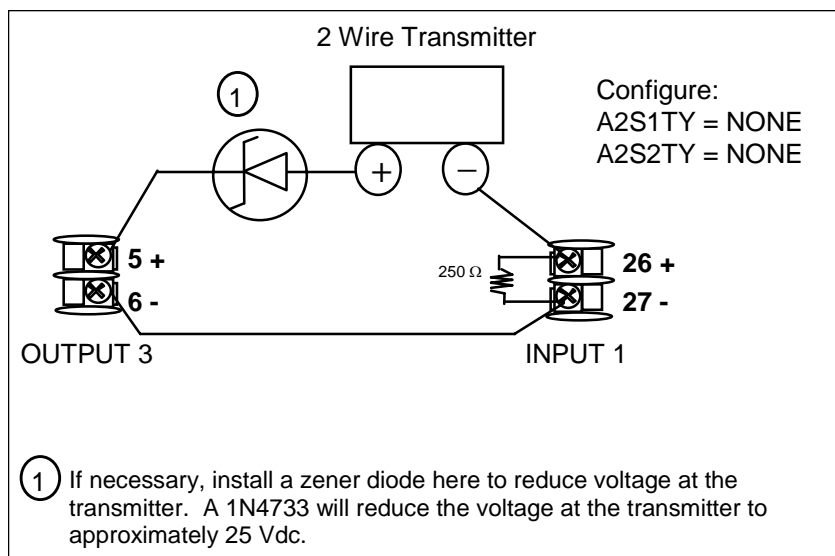 2 Wire Transmitter
1
Configure:
A2S1TY = NONE
A2S2TY = NONE
+
−
5 +
6 -
250 Ω
26 +
27 -
OUTPUT 3
INPUT 1
1 If necessary, install a zener diode here to reduce voltage at the
transmitter. A 1N4733 will reduce the voltage at the transmitter to
approximately 25 Vdc.